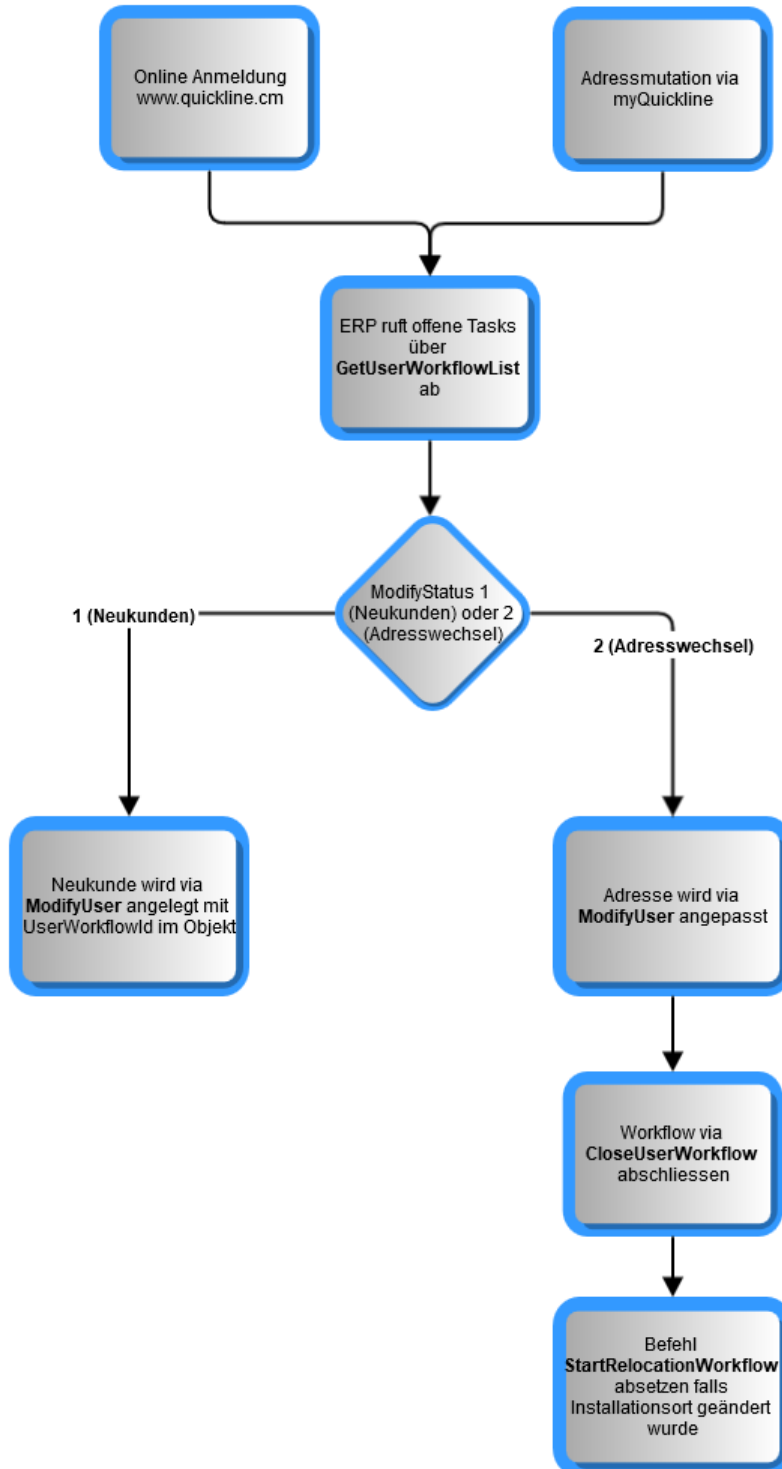 Online Anmeldung
www.quickline.cm
Adressmutation via
myQuickline
ERP ruft offene Tasks
über
GetUserWorkflowList
ab
ModifyStatus 1
(Neukunden) oder 2
(Adresswechsel)
1 (Neukunden)
2 (Adresswechsel)
Neukunde wird via
ModifyUser angelegt mit
UserWorkflowId im Objekt
Adresse wird via
ModifyUser angepasst
Workflow via
CloseUserWorkflow
abschliessen
Befehl
StartRelocationWorkflow
absetzen falls
Installationsort geändert
wurde